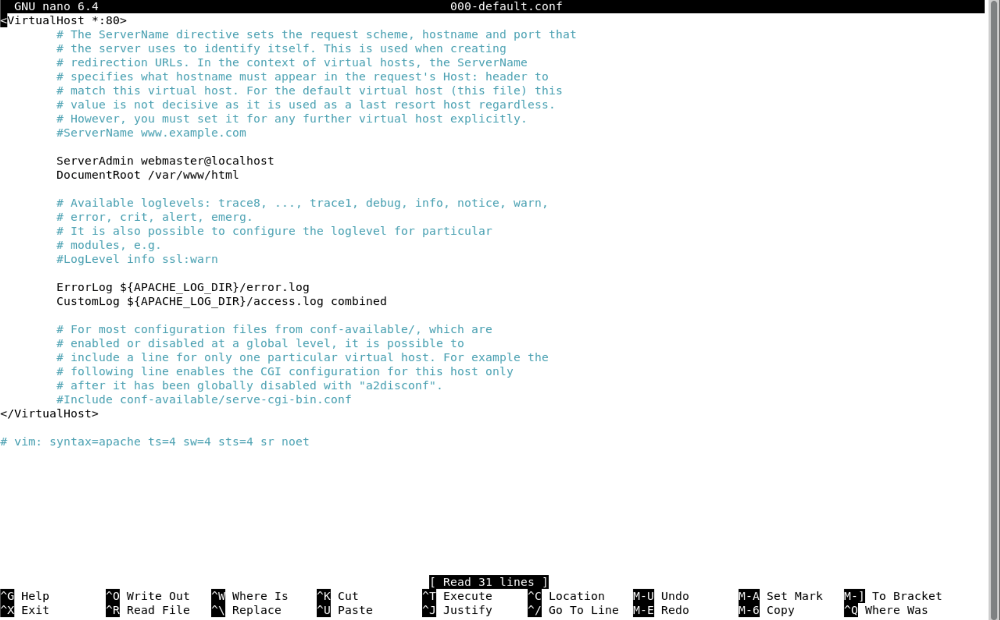 GNU nano 6.4 000-default.conf
<VirtualHost *:80>
        # The ServerName directive sets the request scheme, hostname and port that
        # the server uses to identify itself. This is used when creating
        # redirection URLs. In the context of virtual hosts, the ServerName
        # specifies what hostname must appear in the request's Host: header to
        # match this virtual host. For the default virtual host (this file) this
        # value is not decisive as it is used as a last resort host regardless.
        # However, you must set it for any further virtual host explicitly.
        #ServerName www.example.com

        ServerAdmin webmaster@localhost
        DocumentRoot /var/www/html

        # Available loglevels: trace8, ..., trace1, debug, info, notice, warn,
        # error, crit, alert, emerg.
        # It is also possible to configure the loglevel for particular
        # modules, e.g.
        #LogLevel info ssl:warn

        ErrorLog ${APACHE_LOG_DIR}/error.log
        CustomLog ${APACHE_LOG_DIR}/access.log combined

        # For most configuration files from conf-available/, which are
        # enabled or disabled at a global level, it is possible to
        # include a line for only one particular virtual host. For example the
        # following line enables the CGI configuration for this host only
        # after it has been globally disabled with "a2disconf".
        #Include conf-available/serve-cgi-bin.conf
</VirtualHost>

# vim: syntax=apache ts=4 sw=4 sts=4 sr noet
[ Read 31 lines ]
^G Help ^O Write Out ^W Where Is ^K Cut ^T Execute ^C Location M-U Undo M-A Set Mark M-] To Bracket
^X Exit ^R Read File ^\ Replace ^U Paste ^J Justify ^/ Go To Line M-E Redo M-6 Copy ^Q Where Was